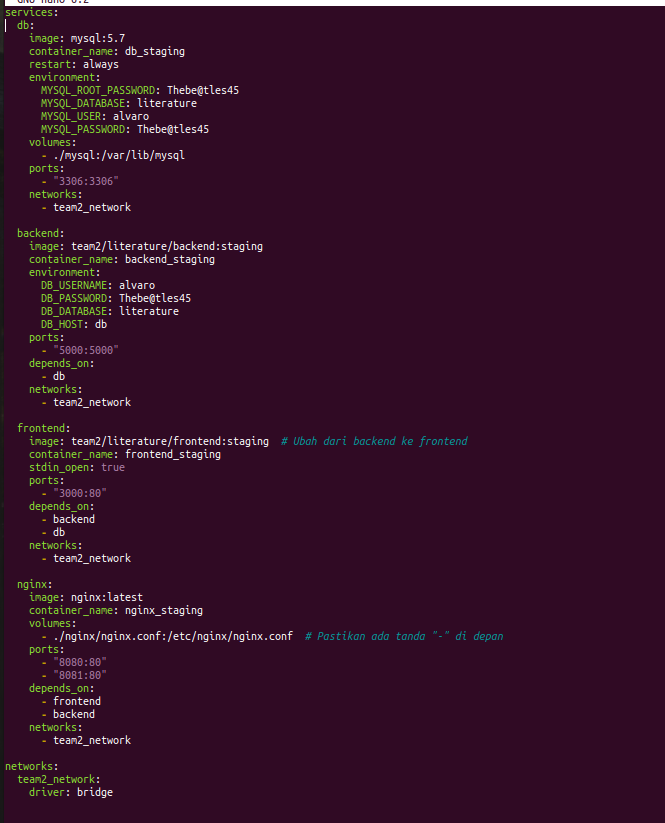 services:
  db:
    image: mysql:5.7
    container_name: db_staging
    restart: always
    environment:
      MYSQL_ROOT_PASSWORD: Thebe@tles45
      MYSQL_DATABASE: literature
      MYSQL_USER: alvaro
      MYSQL_PASSWORD: Thebe@tles45
    volumes:
      - ./mysql:/var/lib/mysql
    ports:
      - "3306:3306"
    networks:
      - team2_network

  backend:
    image: team2/literature/backend:staging
    container_name: backend_staging
    environment:
      DB_USERNAME: alvaro
      DB_PASSWORD: Thebe@tles45
      DB_DATABASE: literature
      DB_HOST: db
    ports:
      - "5000:5000"
    depends_on:
      - db
    networks:
      - team2_network

  frontend:
    image: team2/literature/frontend:staging  # Ubah dari backend ke frontend
    container_name: frontend_staging
    stdin_open: true
    ports:
      - "3000:80"
    depends_on:
      - backend
      - db
    networks:
      - team2_network

  nginx:
    image: nginx:latest
    container_name: nginx_staging
    volumes:
      - ./nginx/nginx.conf:/etc/nginx/nginx.conf  # Pastikan ada tanda "-" di depan
    ports:
      - "8080:80"
      - "8081:80"
    depends_on:
      - frontend
      - backend
    networks:
      - team2_network

networks:
  team2_network:
    driver: bridge